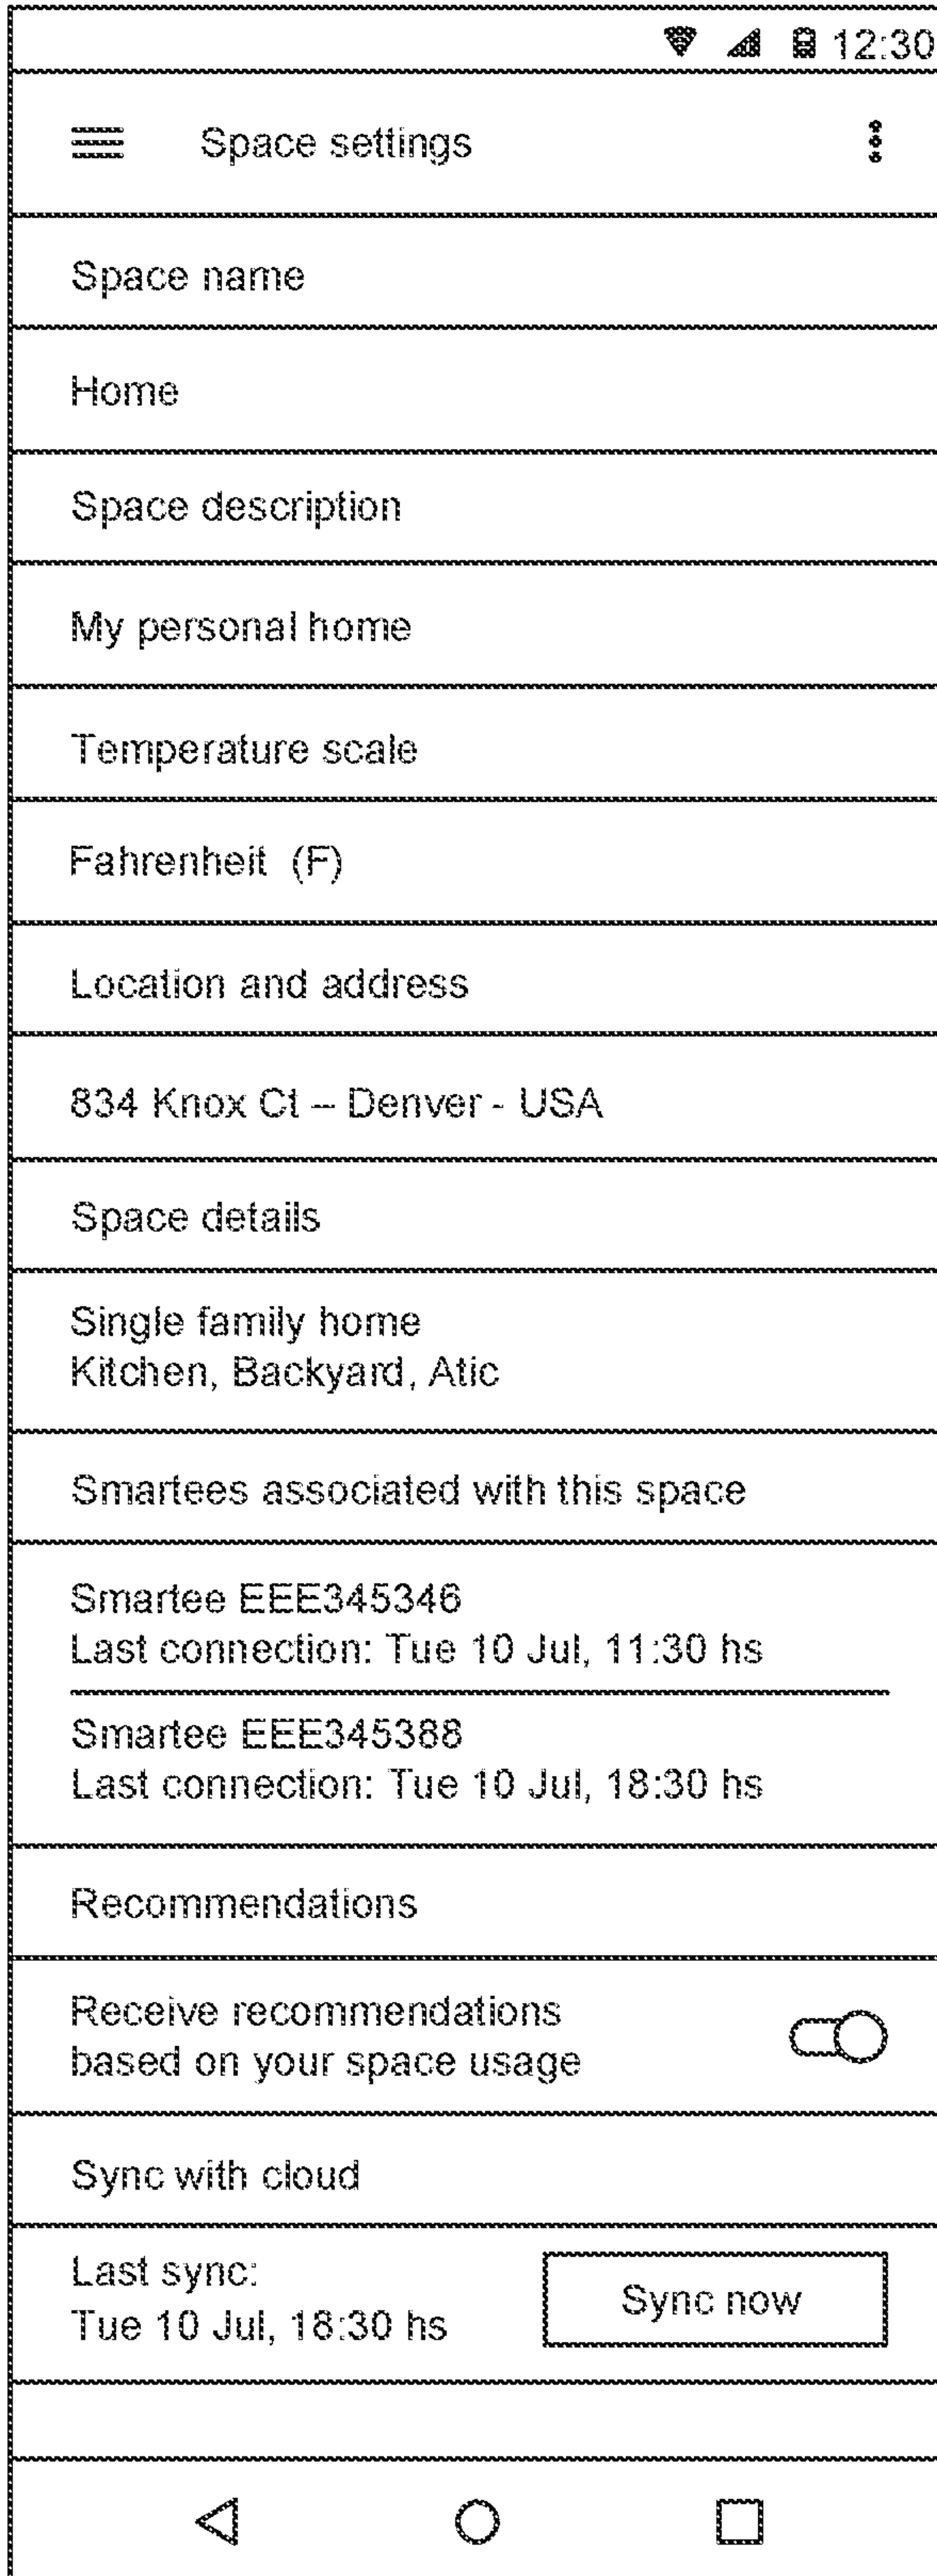 12:30
Space settings
Space name
Home
Space description
My personal home
Temperature scale
Fahrenheit (F)
Location and address
834 Knox Ct – Denver - USA
Space details
Single family home
Kitchen, Backyard, Atic
Smartees associated with this space
Smartee EEE345346
Last connection: Tue 10 Jul, 11:30 hs
Smartee EEE345388
Last connection: Tue 10 Jul, 18:30 hs
Recommendations
Receive recommendations
based on your space usage
Sync with cloud
Last sync:
Tue 10 Jul, 18:30 hs
Sync now